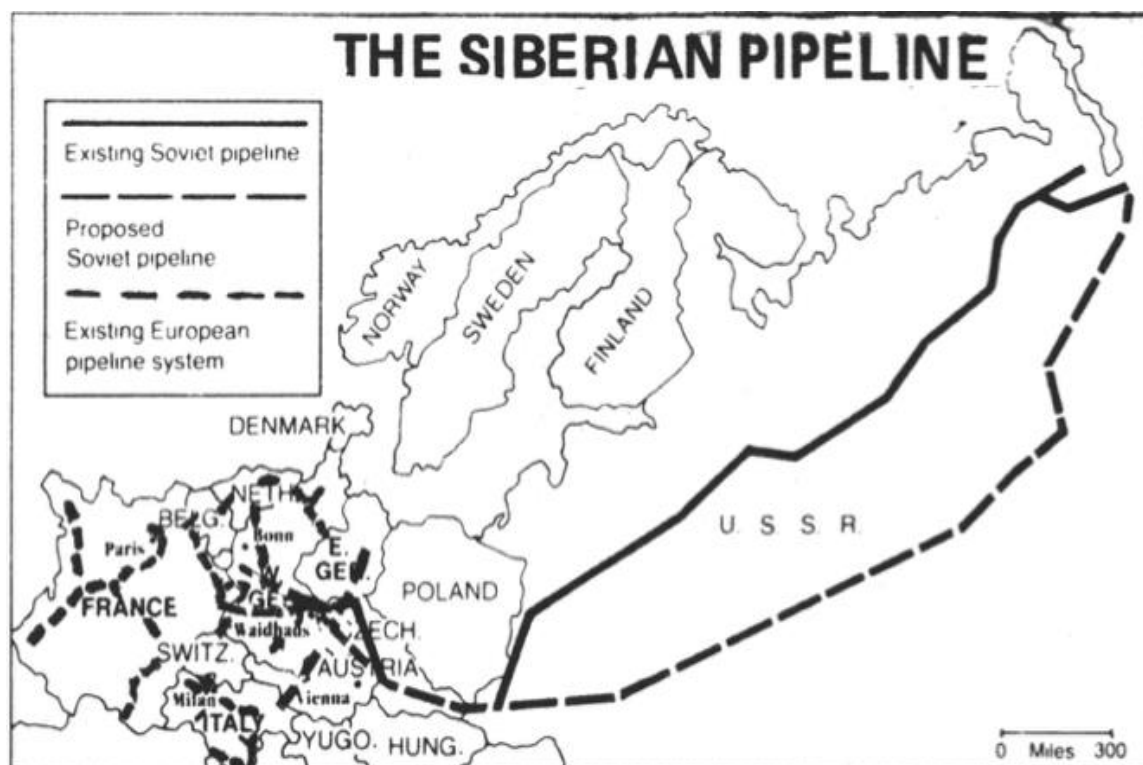 THE SIBERIAN PIPELINE
Existing Soviet pipeline
Proposed
Soviet pipeline
Existing European
pipeline system
NORWAY
SWEDEN
FINLAND
DENMARK
NETH.
BELG.
Bonn
Paris
E.
GER.
W.
GER.
POLAND
U. S. S. R.
FRANCE
Waidhaus
CZECH.
SWITZ.
AUSTRIA
Milan
Vienna
ITALY
YUGO.
HUNG.
0 Miles 300